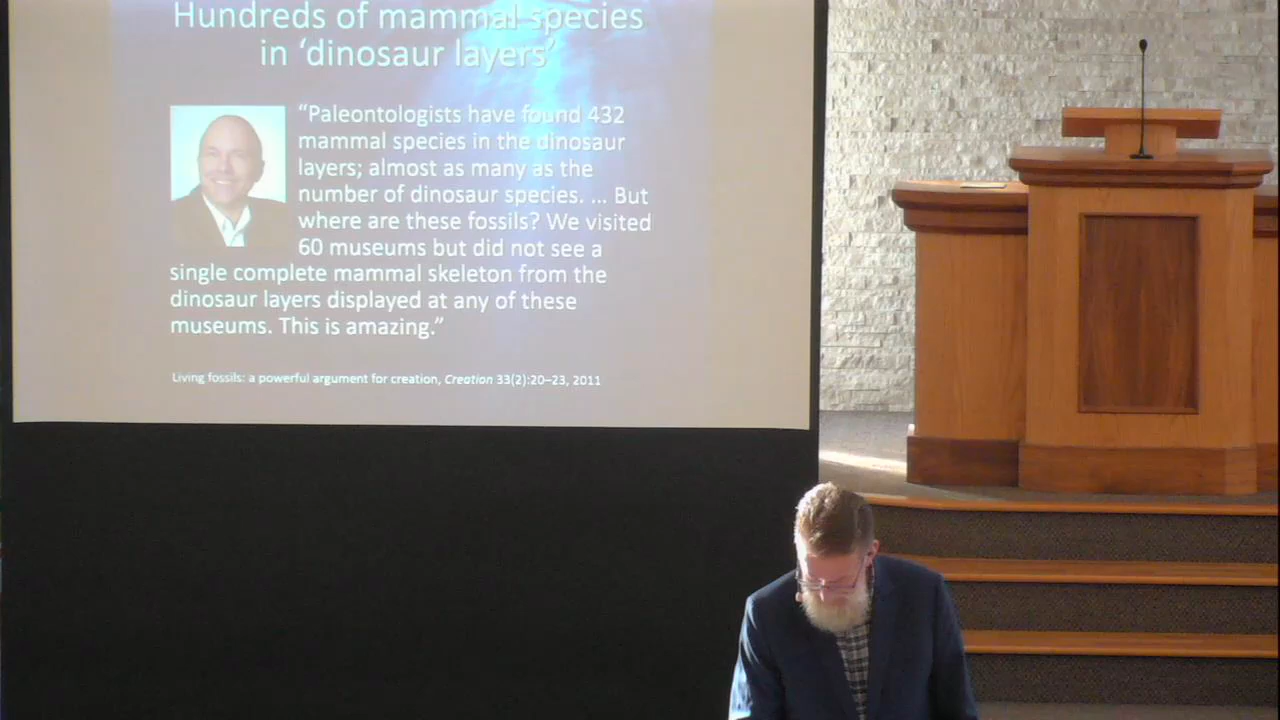 Hundreds of mammal species
in ‘dinosaur layers’
“Paleontologists have found 432
mammal species in the dinosaur
layers; almost as many as the
number of dinosaur species. ... But
where are these fossils? We visited
60 museums but did not see a
single complete mammal skeleton from the
dinosaur layers displayed at any of these
museums. This is amazing.”
Living fossils: a powerful argument for creation, Creation 33(2):20–23, 2011